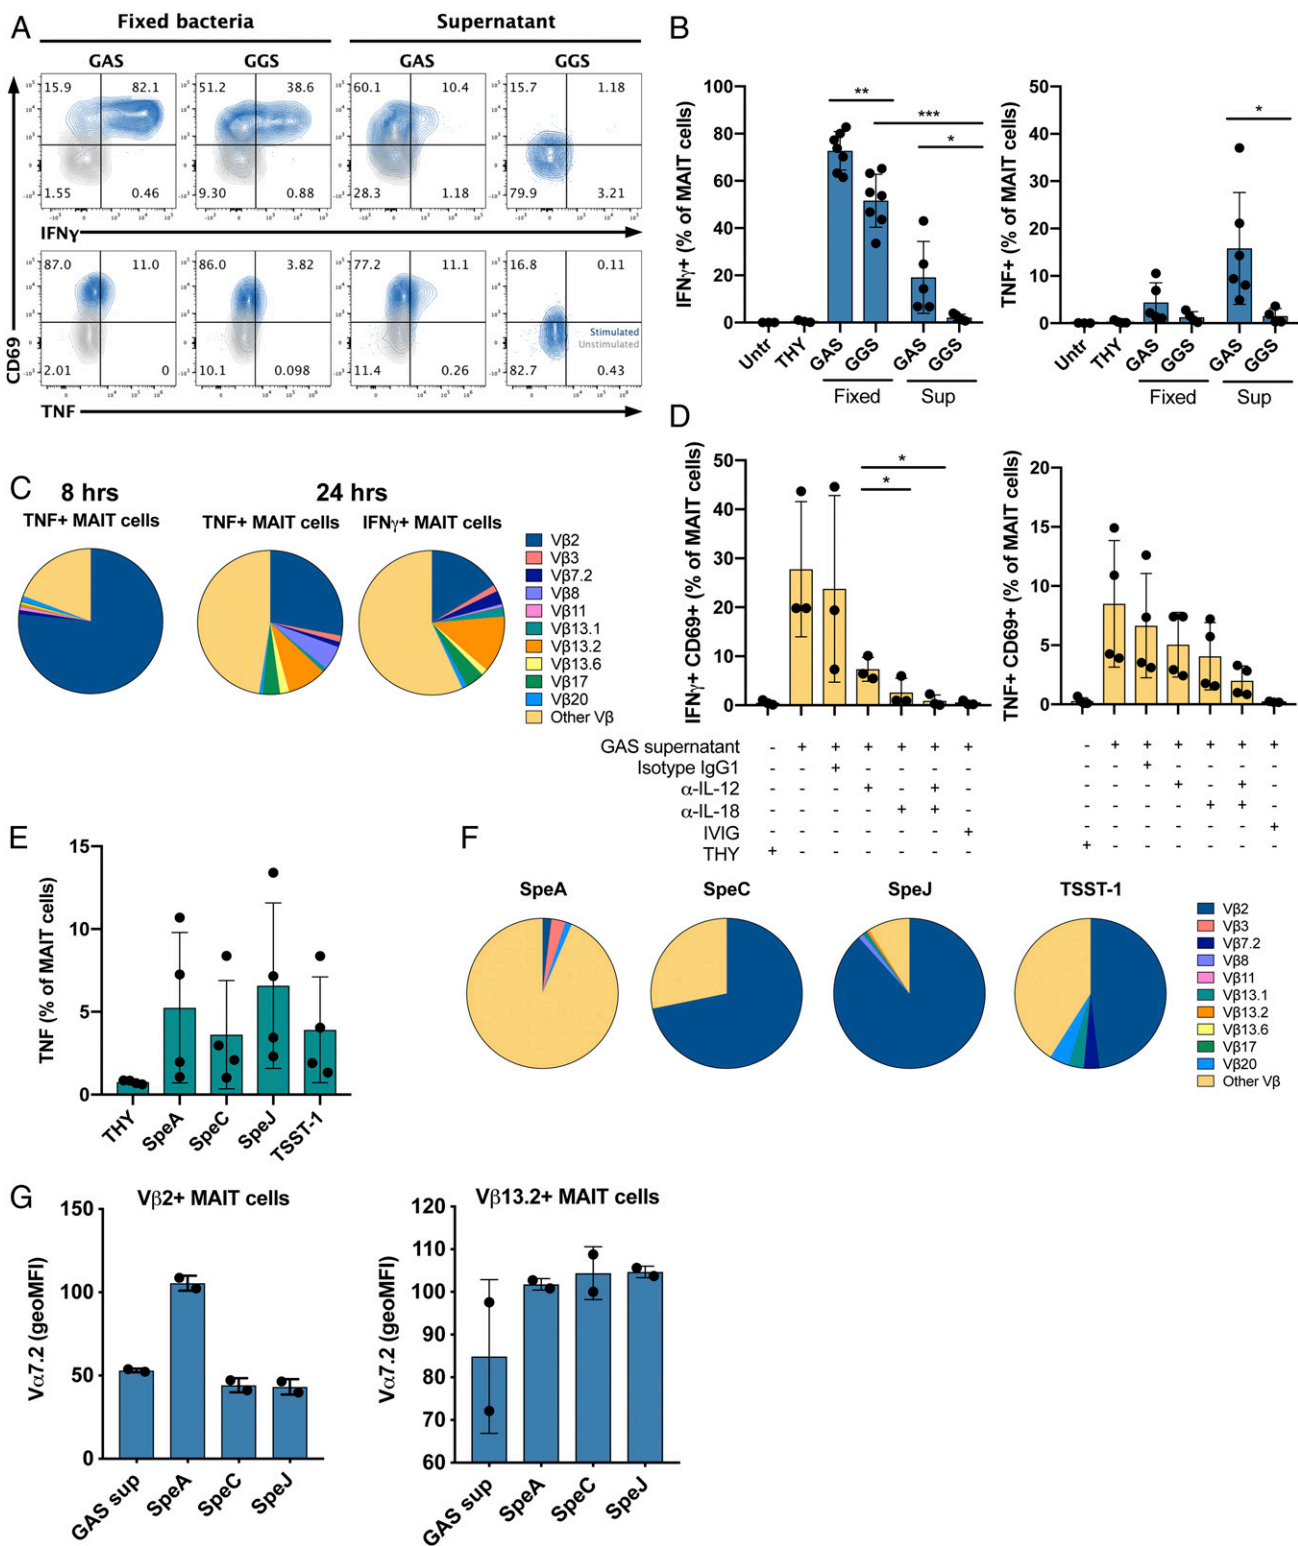 A
Fixed bacteria
Supernatant
GAS
GGS
GAS
GGS
15.9 82.1
51.2 38.6
60.1 10.4
15.7 1.18
1.55 0.46
9.30 0.88
28.3 1.18
79.9 3.21
IFNγ
87.0 11.0
86.0 3.82
77.2 11.1
16.8 0.11
Stimulated
Unstimulated
2.01 0
10.1 0.098
11.4 0.26
82.7 0.43
CD69
TNF
B
IFNγ+ (% of MAIT cells)
100
80
60
40
20
0
**
***
*
Untr
THY
GAS
GGS
GAS
GGS
Fixed
Sup
TNF+ (% of MAIT cells)
50
40
30
20
10
0
*
Untr
THY
GAS
GGS
GAS
GGS
Fixed
Sup
C
8 hrs
24 hrs
TNF+ MAIT cells
TNF+ MAIT cells
IFNγ+ MAIT cells
Vβ2
Vβ3
Vβ7.2
Vβ8
Vβ11
Vβ13.1
Vβ13.2
Vβ13.6
Vβ17
Vβ20
Other Vβ
D
IFNγ+ CD69+ (% of MAIT cells)
50
40
30
20
10
0
*
*
TNF+ CD69+ (% of MAIT cells)
20
15
10
5
0
GAS supernatant - + + + + + + - + + + + + +
Isotype IgG1 - - + - - - - - - + - - - -
α-IL-12 - - - + - + - - - - + - + -
α-IL-18 - - - - + + - - - - - + + -
IVIG - - - - - - + - - - - - - +
THY + - - - - - - + - - - - - -
E
TNF (% of MAIT cells)
15
10
5
0
THY
SpeA
SpeC
SpeJ
TSST-1
F
SpeA
SpeC
SpeJ
TSST-1
Vβ2
Vβ3
Vβ7.2
Vβ8
Vβ11
Vβ13.1
Vβ13.2
Vβ13.6
Vβ17
Vβ20
Other Vβ
G
Vβ2+ MAIT cells
Vα7.2 (geoMFI)
150
100
50
0
GAS sup
SpeA
SpeC
SpeJ
Vβ13.2+ MAIT cells
Vα7.2 (geoMFI)
120
110
100
90
80
70
60
GAS sup
SpeA
SpeC
SpeJ